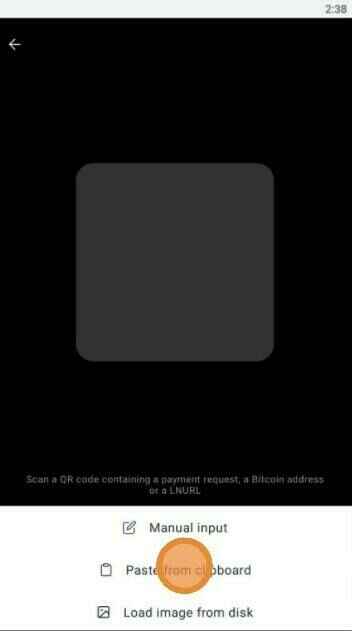 2:38
Scan a QR code containing a payment request, a Bitcoin address
or a LNURL
Manual input
Paste from clipboard
Load image from disk